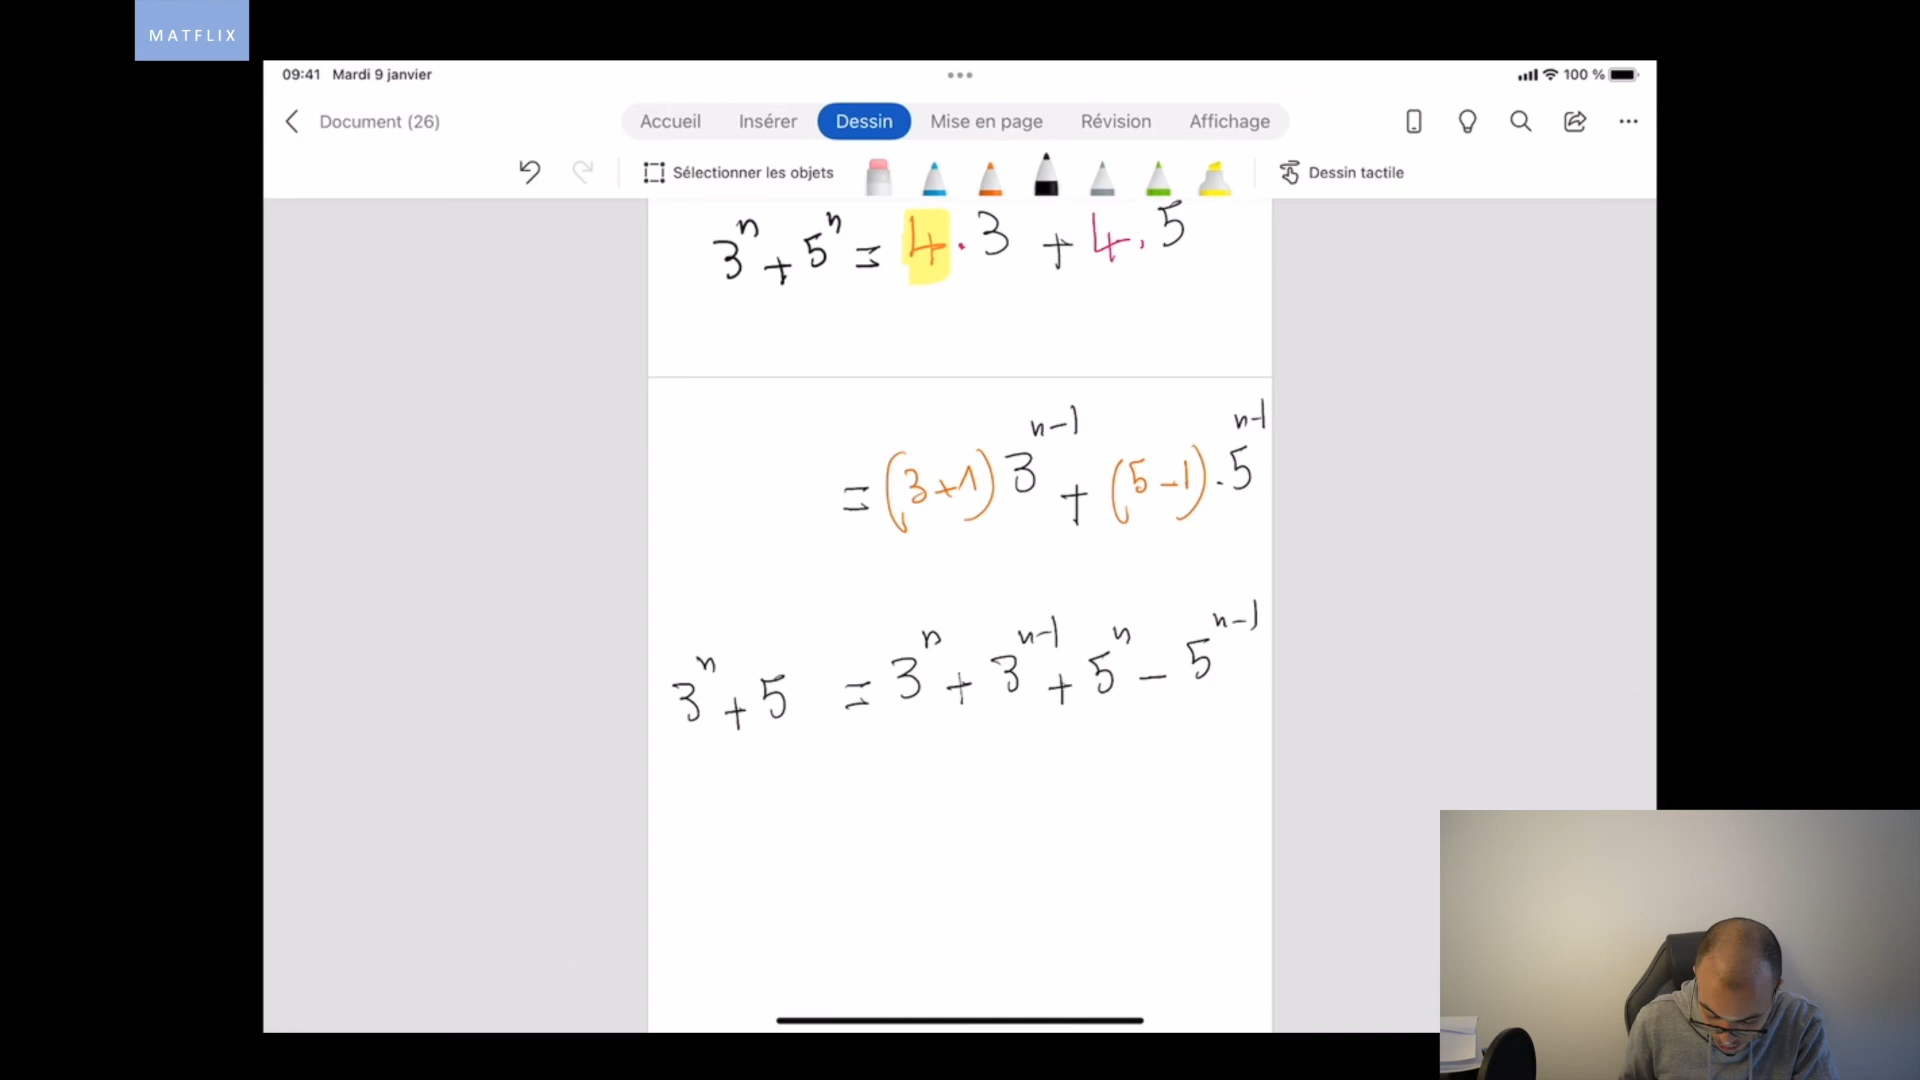 MATFLIX
09:41 Mardi 9 janvier
100 %
Document (26)
Accueil Insérer Dessin Mise en page Révision Affichage
Sélectionner les objets
Dessin tactile
3ⁿ + 5ⁿ = 4 · 3 + 4 . 5
= (3+1) 3ⁿ⁻¹ + (5-1) . 5ⁿ⁻¹
3ⁿ + 5 = 3ⁿ + 3ⁿ⁻¹ + 5ⁿ - 5ⁿ⁻¹